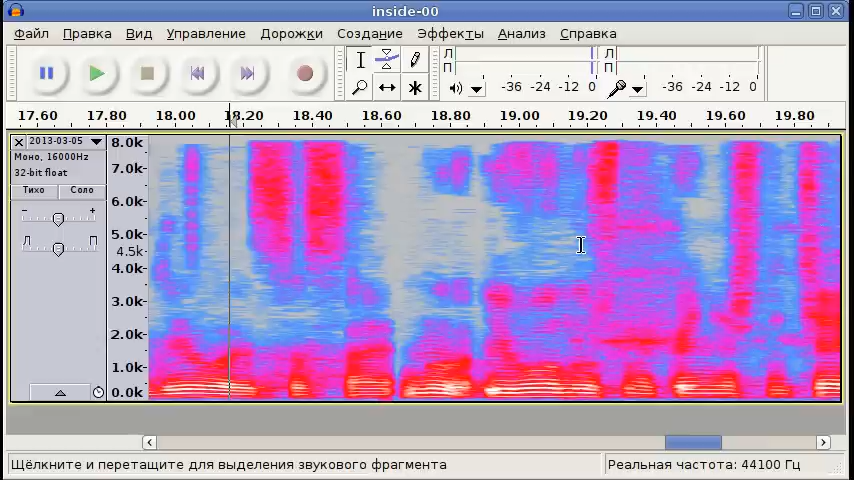 inside-00
Файл Правка Вид Управление Дорожки Создание Эффекты Анализ Справка
Л Л
П П
-36 -24 -12 0 -36 -24 -12 0
17.60 17.80 18.00 18.20 18.40 18.60 18.80 19.00 19.20 19.40 19.60 19.80
2013-03-05
Моно, 16000Hz
32-bit float
Тихо Соло
- +
Л П
8.0k
7.0k
6.0k
5.0k
4.5k
4.0k
3.0k
2.0k
1.0k
0.0k
Щёлкните и перетащите для выделения звукового фрагмента
Реальная частота: 44100 Гц